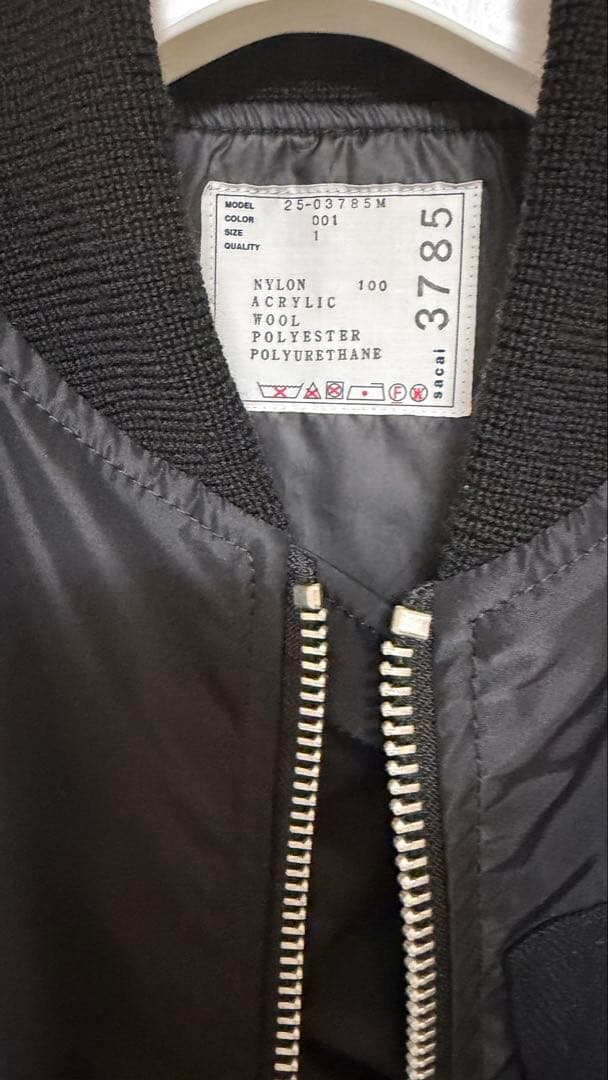 MODEL 25-03785M
COLOR 001
SIZE 1
QUALITY
NYLON 100
ACRYLIC
WOOL
POLYESTER
POLYURETHANE
F W
sacai 3785